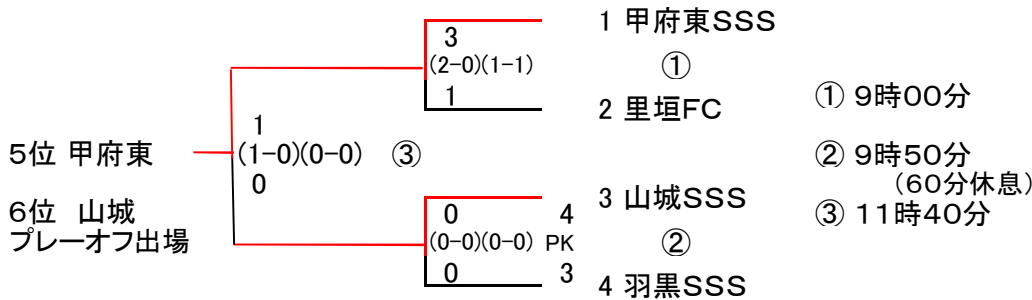 3
(2-0)(1-1)
1
1 甲府東SSS
①
2 里垣FC
① 9時00分
② 9時50分
(60分休息)
③ 11時40分
5位 甲府東
6位 山城
プレーオフ出場
1
(1-0)(0-0) ③
0
0 4
(0-0)(0-0) PK
0 3
3 山城SSS
②
4 羽黒SSS